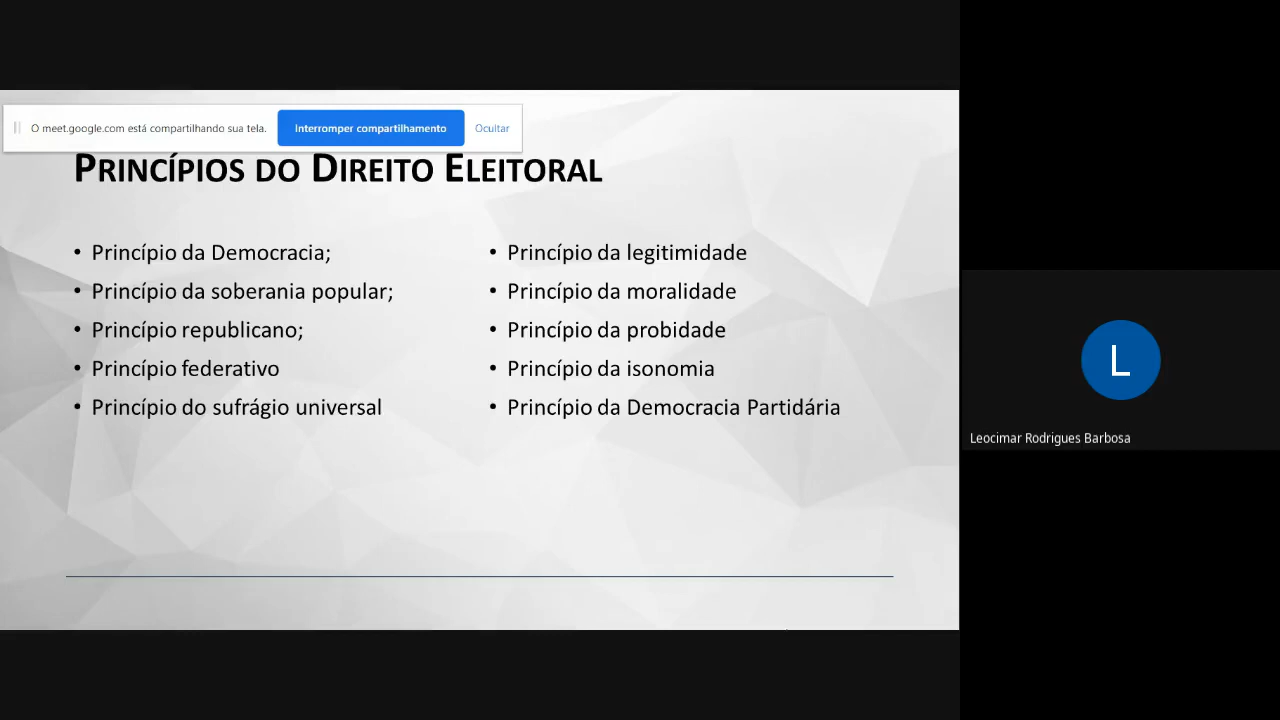 O meet.google.com está compartilhando sua tela.
Interromper compartilhamento
Ocultar
PRINCÍPIOS DO DIREITO ELEITORAL
• Princípio da Democracia;
• Princípio da soberania popular;
• Princípio republicano;
• Princípio federativo
• Princípio do sufrágio universal
• Princípio da legitimidade
• Princípio da moralidade
• Princípio da probidade
• Princípio da isonomia
• Princípio da Democracia Partidária
L
Leocimar Rodrigues Barbosa